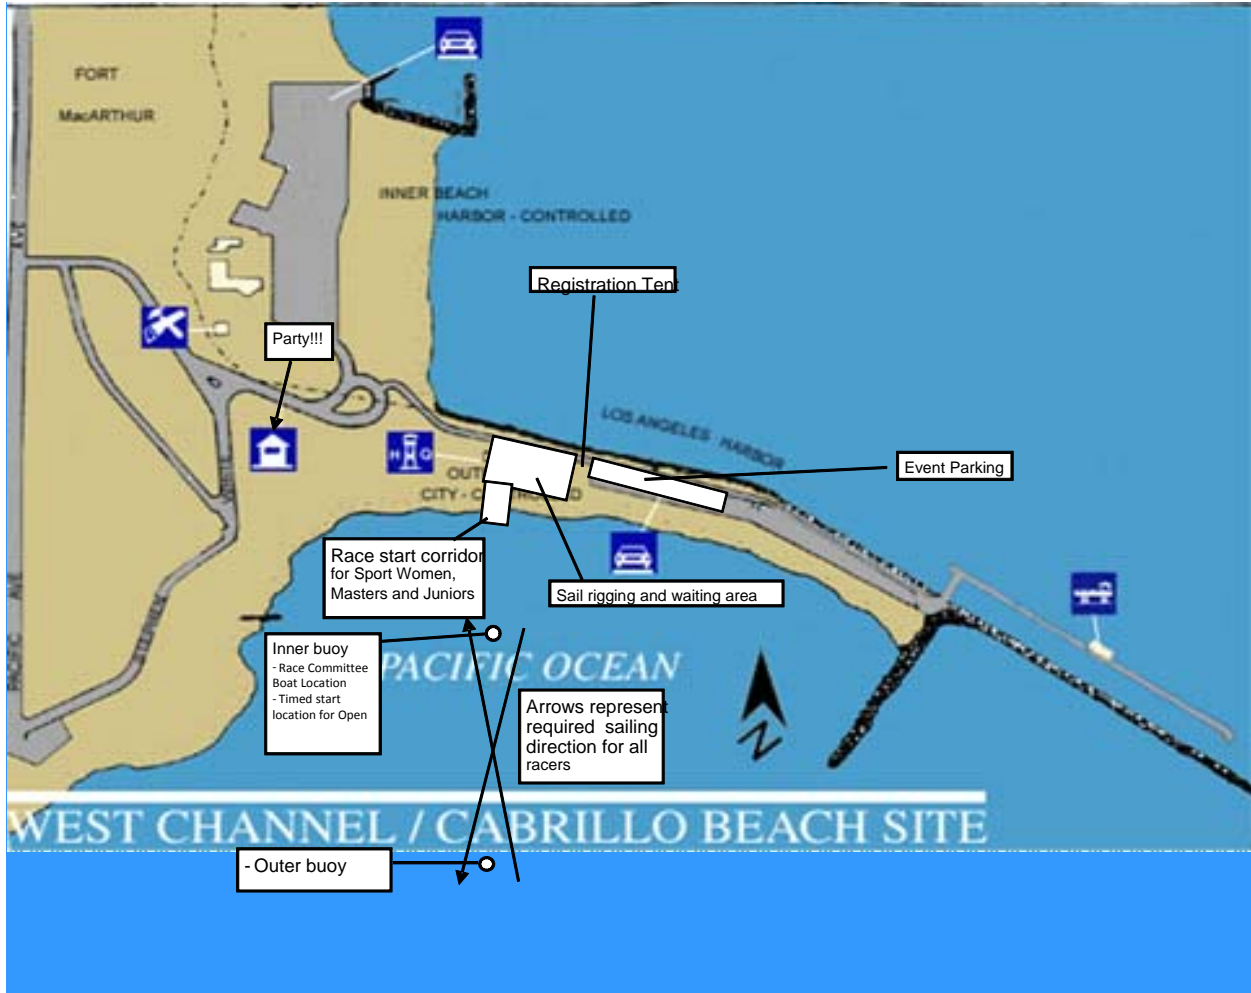 FORT
MacARTHUR
INNER BEACH
HARBOR - CONTROLLED
AVE
Registration Tent
Party!!!
LOS ANGELES HARBOR
H Q
Event Parking
CITY - C
Race start corridor
for Sport Women,
Masters and Juniors
Sail rigging and waiting area
PACIFIC AVE
STEPHEN
Inner buoy
- Race Committee
Boat Location
- Timed start
location for Open
PACIFIC OCEAN
N
Arrows represent
required sailing
direction for all
racers
WEST CHANNEL / CABRILLO BEACH SITE
- Outer buoy